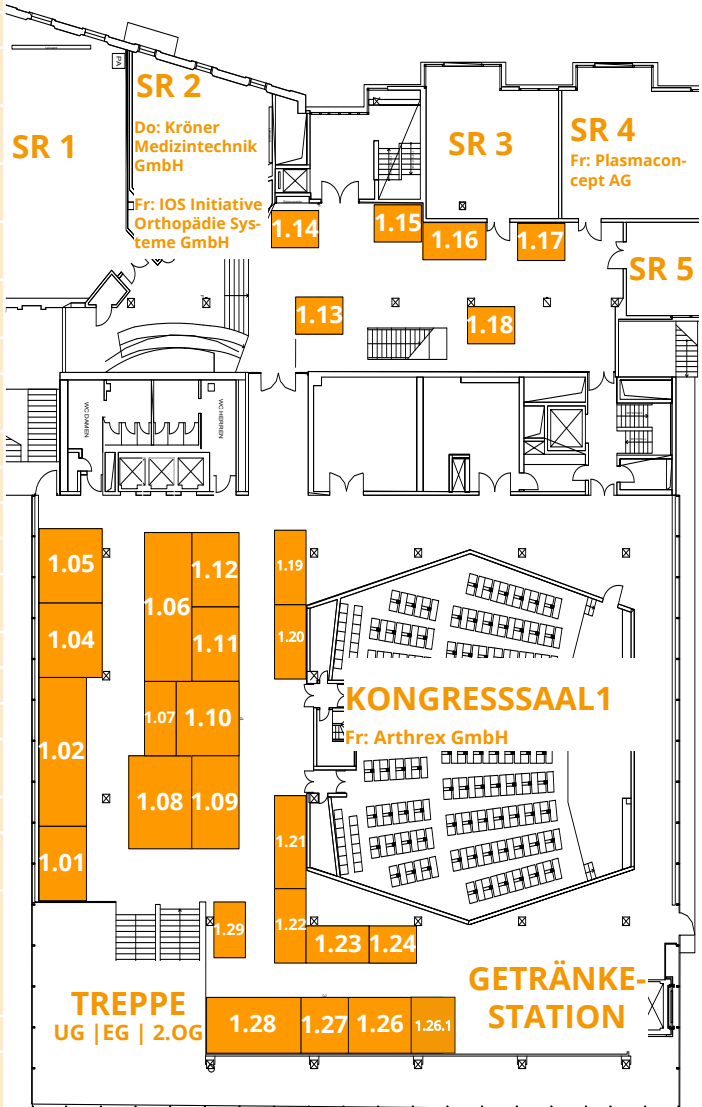 PA
SR 1
SR 2
Do: Kröner
Medizintechnik
GmbH
Fr: IOS Initiative
Orthopädie Sys-
teme GmbH
SR 3
SR 4
Fr: Plasmacon-
cept AG
SR 5
1.14
1.15
1.16
1.17
1.13
1.18
WC DAMEN
WC HERREN
1.05
1.04
1.02
1.01
1.06
1.12
1.11
1.07
1.10
1.08
1.09
1.19
1.20
KONGRESSSAAL1
Fr: Arthrex GmbH
1.21
1.22
1.29
1.23
1.24
TREPPE
UG |EG | 2.OG
GETRÄNKE-
STATION
1.28
1.27
1.26
1.26.1